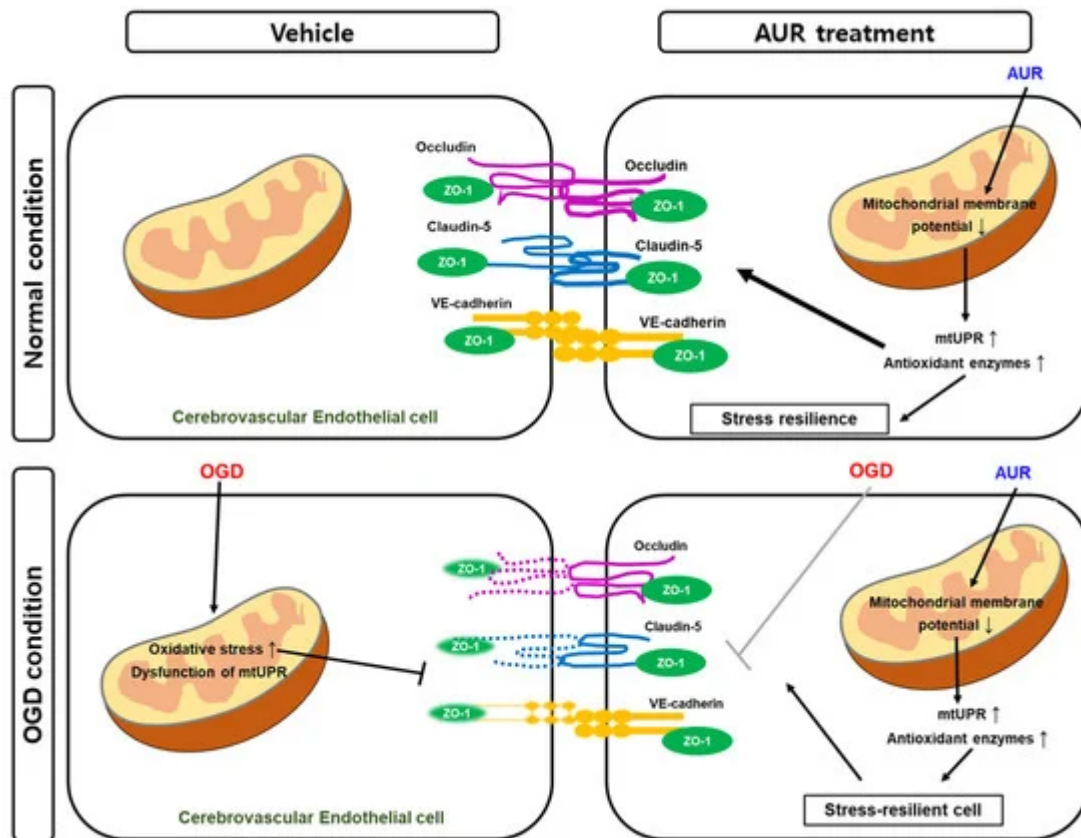 Vehicle
AUR treatment
Normal condition
AUR
Occludin
Occludin
ZO-1
ZO-1
Mitochondrial membrane
potential ↓
Claudin-5
Claudin-5
ZO-1
ZO-1
VE-cadherin
VE-cadherin
ZO-1
ZO-1
mtUPR ↑
Antioxidant enzymes ↑
Cerebrovascular Endothelial cell
Stress resilience
OGD condition
OGD
OGD
AUR
Occludin
ZO-1
ZO-1
Mitochondrial membrane
potential ↓
Oxidative stress ↑
Dysfunction of mtUPR
Claudin-5
ZO-1
ZO-1
VE-cadherin
ZO-1
ZO-1
mtUPR ↑
Antioxidant enzymes ↑
Cerebrovascular Endothelial cell
Stress-resilient cell